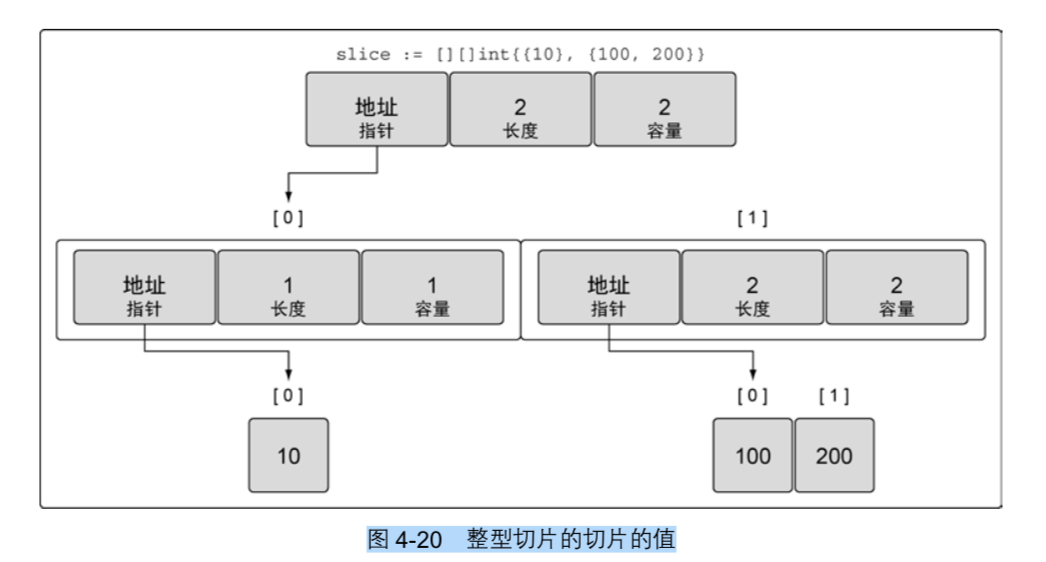 slice := [][]int{{10}, {100, 200}}
地址 2 2
指针 长度 容量
[0] [1]
地址 1 1 地址 2 2
指针 长度 容量 指针 长度 容量
[0] [0] [1]
10 100 200
图 4-20 整型切片的切片的值